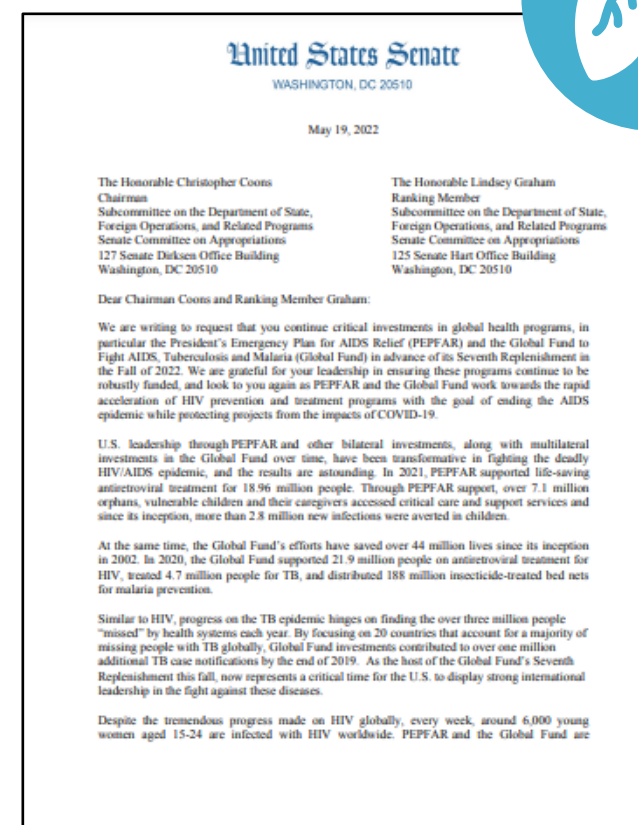 United States Senate
WASHINGTON, DC 20510
May 19, 2022
The Honorable Christopher Coons
Chairman
Subcommittee on the Department of State,
Foreign Operations, and Related Programs
Senate Committee on Appropriations
127 Senate Dirksen Office Building
Washington, DC 20510
The Honorable Lindsey Graham
Ranking Member
Subcommittee on the Department of State,
Foreign Operations, and Related Programs
Senate Committee on Appropriations
125 Senate Hart Office Building
Washington, DC 20510
Dear Chairman Coons and Ranking Member Graham:
We are writing to request that you continue critical investments in global health programs, in
particular the President's Emergency Plan for AIDS Relief (PEPFAR) and the Global Fund to
Fight AIDS, Tuberculosis and Malaria (Global Fund) in advance of its Seventh Replenishment in
the Fall of 2022. We are grateful for your leadership in ensuring these programs continue to be
robustly funded, and look to you again as PEPFAR and the Global Fund work towards the rapid
acceleration of HIV prevention and treatment programs with the goal of ending the AIDS
epidemic while protecting projects from the impacts of COVID-19.
U.S. leadership through PEPFAR and other bilateral investments, along with multilateral
investments in the Global Fund over time, have been transformative in fighting the deadly
HIV/AIDS epidemic, and the results are astounding. In 2021, PEPFAR supported life-saving
antiretroviral treatment for 18.96 million people. Through PEPFAR support, over 7.1 million
orphans, vulnerable children and their caregivers accessed critical care and support services and
since its inception, more than 2.8 million new infections were averted in children.
At the same time, the Global Fund's efforts have saved over 44 million lives since its inception
in 2002. In 2020, the Global Fund supported 21.9 million people on antiretroviral treatment for
HIV, treated 4.7 million people for TB, and distributed 188 million insecticide-treated bed nets
for malaria prevention.
Similar to HIV, progress on the TB epidemic hinges on finding the over three million people
"missed" by health systems each year. By focusing on 20 countries that account for a majority of
missing people with TB globally, Global Fund investments contributed to over one million
additional TB case notifications by the end of 2019. As the host of the Global Fund's Seventh
Replenishment this fall, now represents a critical time for the U.S. to display strong international
leadership in the fight against these diseases.
Despite the tremendous progress made on HIV globally, every week, around 6,000 young
women aged 15-24 are infected with HIV worldwide. PEPFAR and the Global Fund are